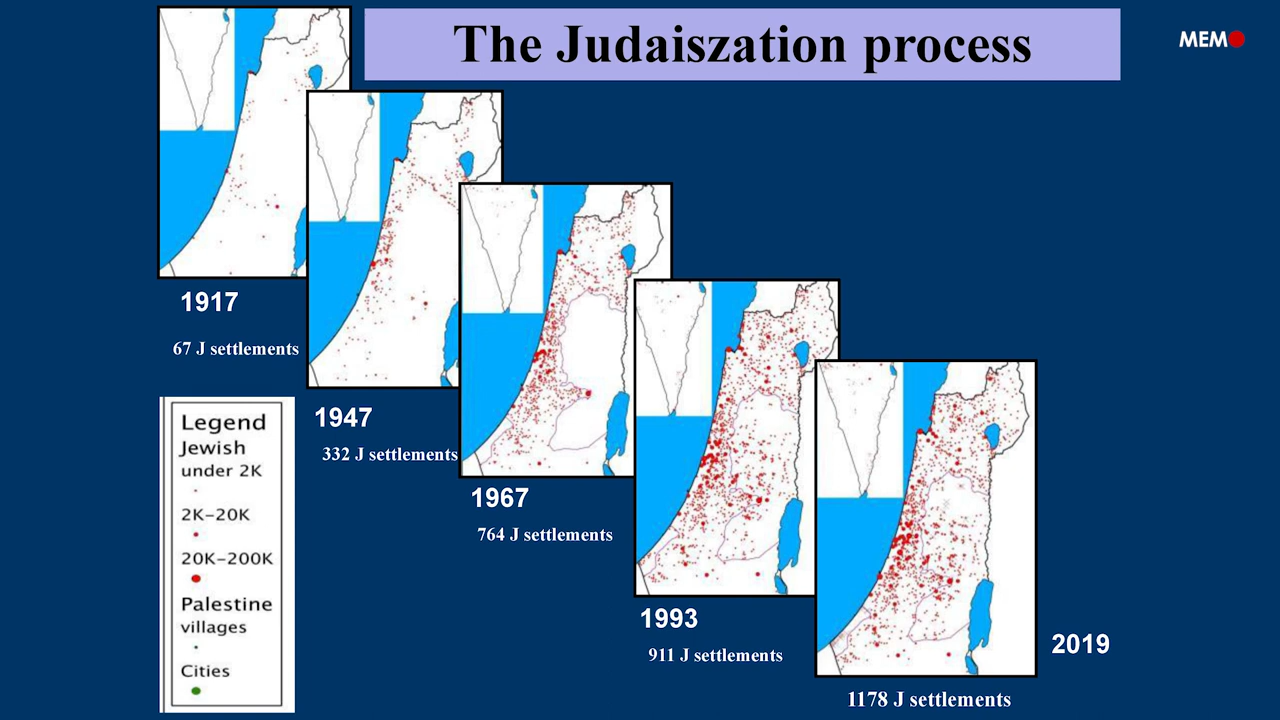 The Judaiszation process
MEM
1917
67 J settlements
1947
332 J settlements
1967
764 J settlements
1993
911 J settlements
2019
1178 J settlements
Legend
Jewish
under 2K
2K–20K
20K–200K
Palestine
villages
Cities